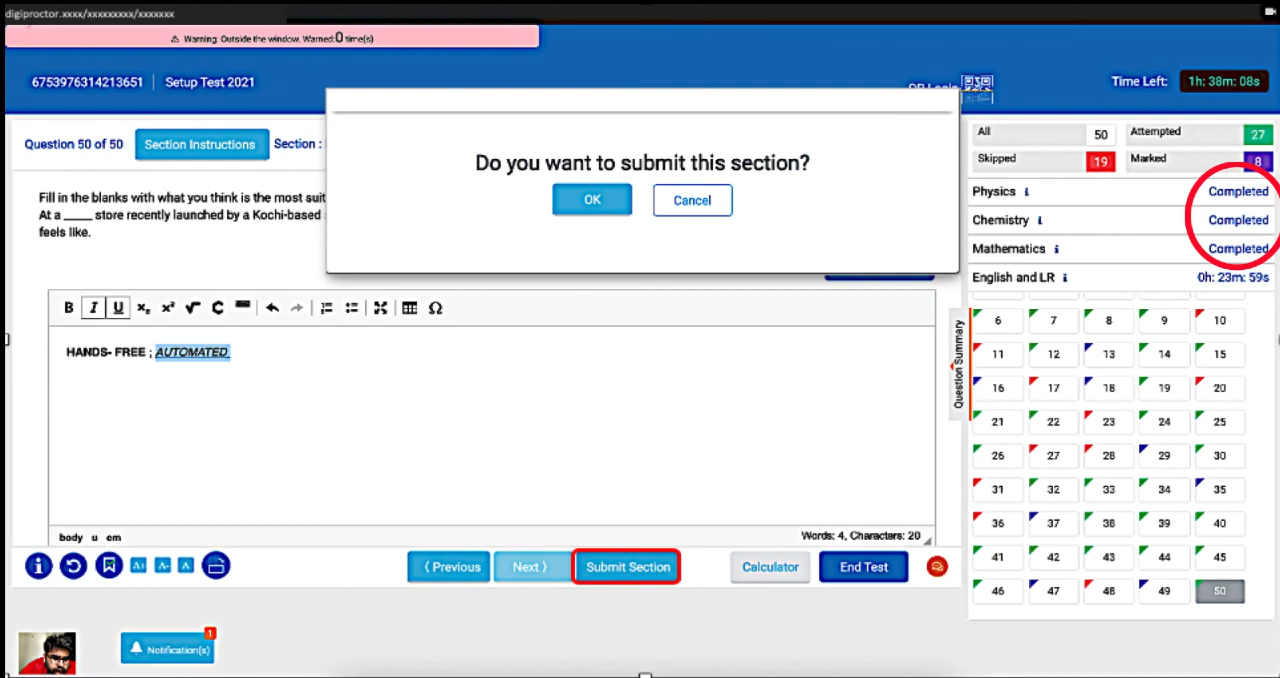 digiproctor.xxxx/xxxxxxxxx/xxxxxxx
⚠ Warning: Outside the window. Warned:0 time(s)
6753976314213651 | Setup Test 2021
Time Left: 1h: 38m: 08s
Question 50 of 50 Section Instructions Section :
Fill in the blanks with what you think is the most suit
At a ____ store recently launched by a Kochi-based
feels like.
Do you want to submit this section?
OK Cancel
All 50 Attempted 27
Skipped 19 Marked 8
Physics i Completed
Chemistry i Completed
Mathematics i Completed
English and LR i 0h: 23m: 59s
Question Summary
6 7 8 9 10
11 12 13 14 15
16 17 18 19 20
21 22 23 24 25
26 27 28 29 30
31 32 33 34 35
36 37 38 39 40
41 42 43 44 45
46 47 48 49 50
B I U x₂ x² √ C Ω
HANDS- FREE ; AUTOMATED
body u em
Words: 4, Characters: 20
A+ A- A
⟨ Previous Next ⟩ Submit Section Calculator End Test
Notification(s) 1